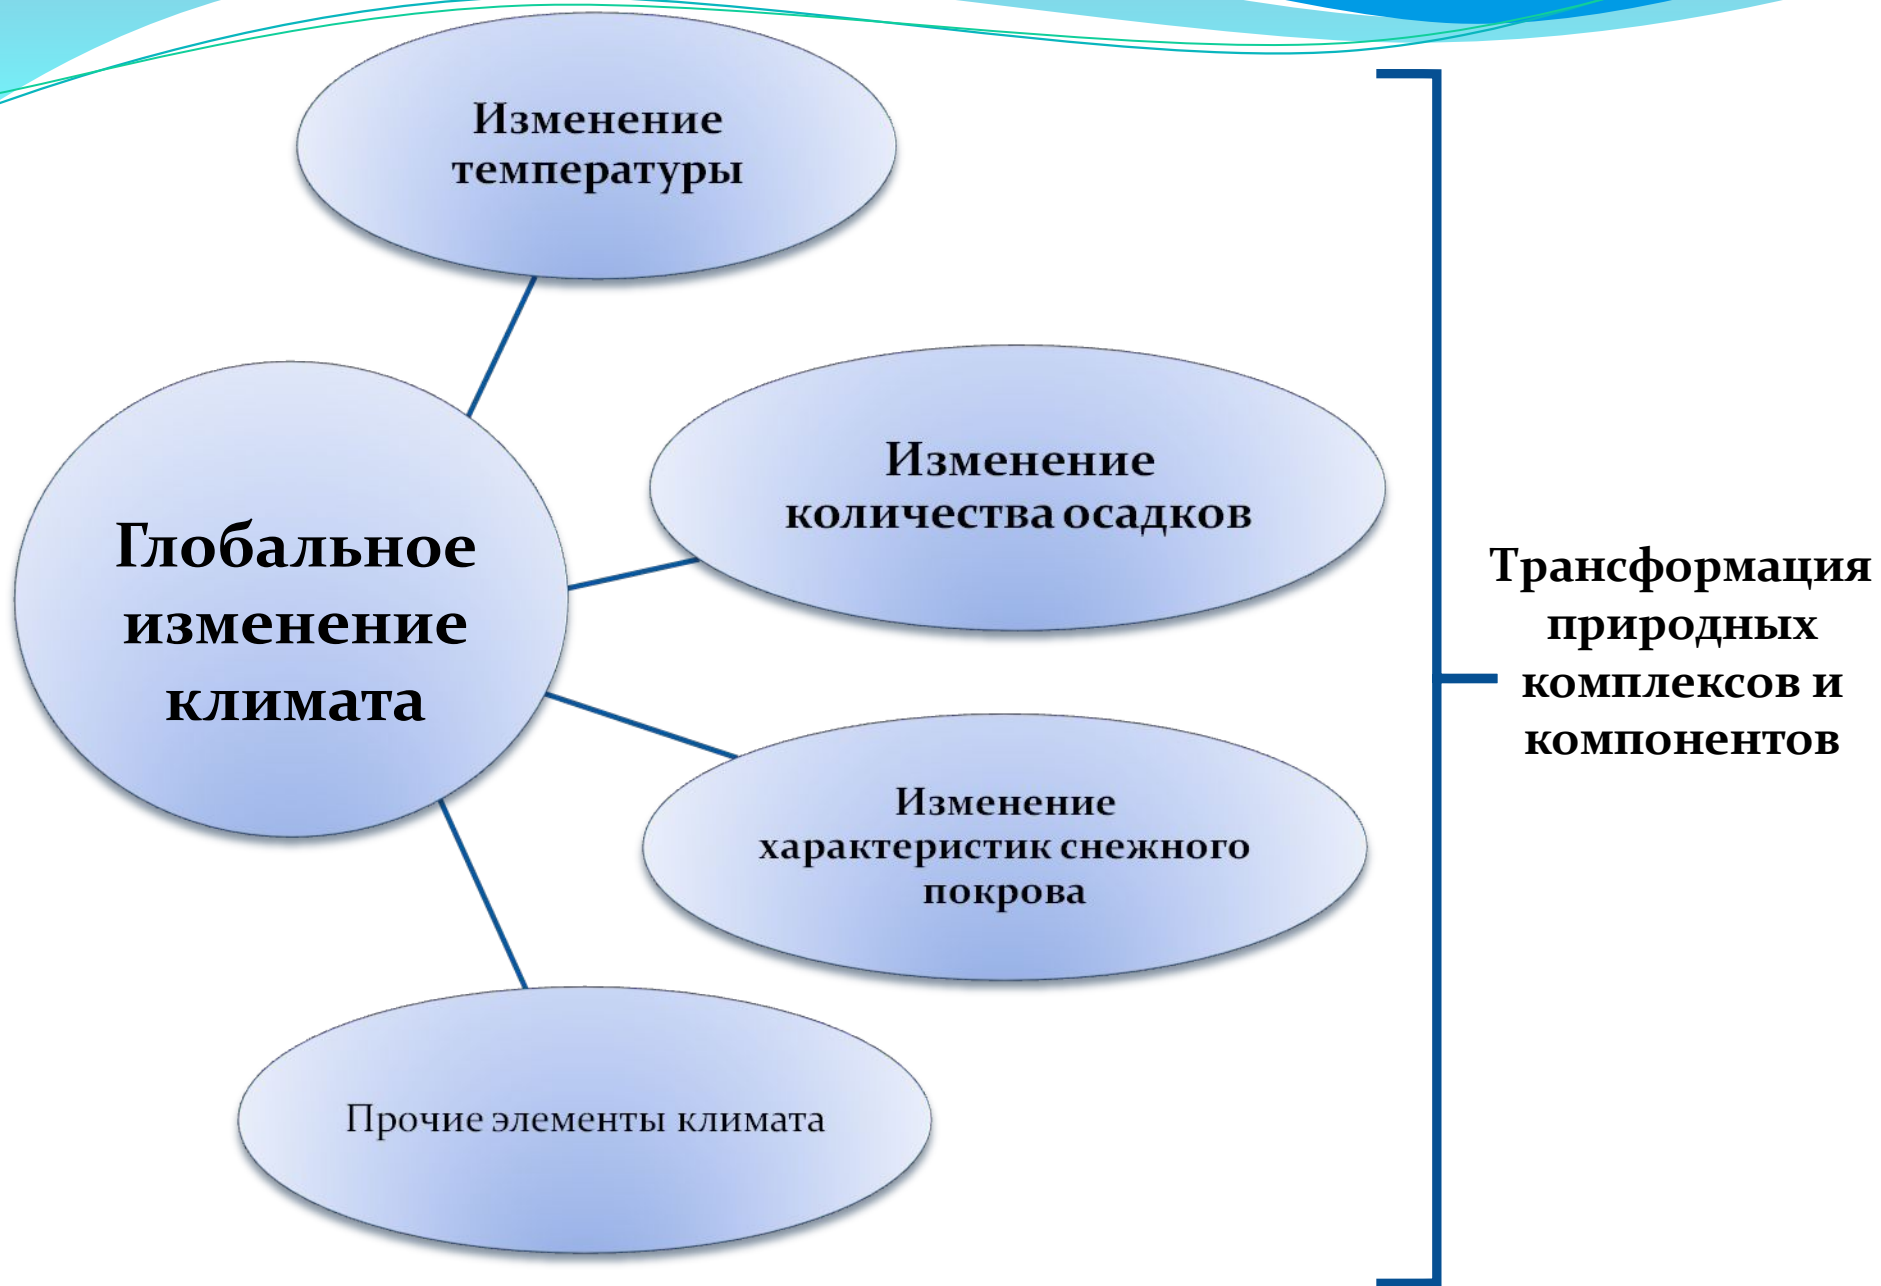 Изменение
температуры
Изменение
количества осадков
Глобальное
изменение
климата
Трансформация
природных
комплексов и
компонентов
Изменение
характеристик снежного
покрова
Прочие элементы климата